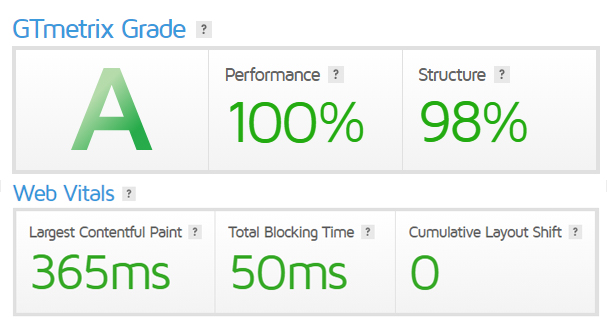 GTmetrix Grade ?
A
Performance ?
100%
Structure ?
98%
Web Vitals ?
Largest Contentful Paint ?
365ms
Total Blocking Time ?
50ms
Cumulative Layout Shift ?
0